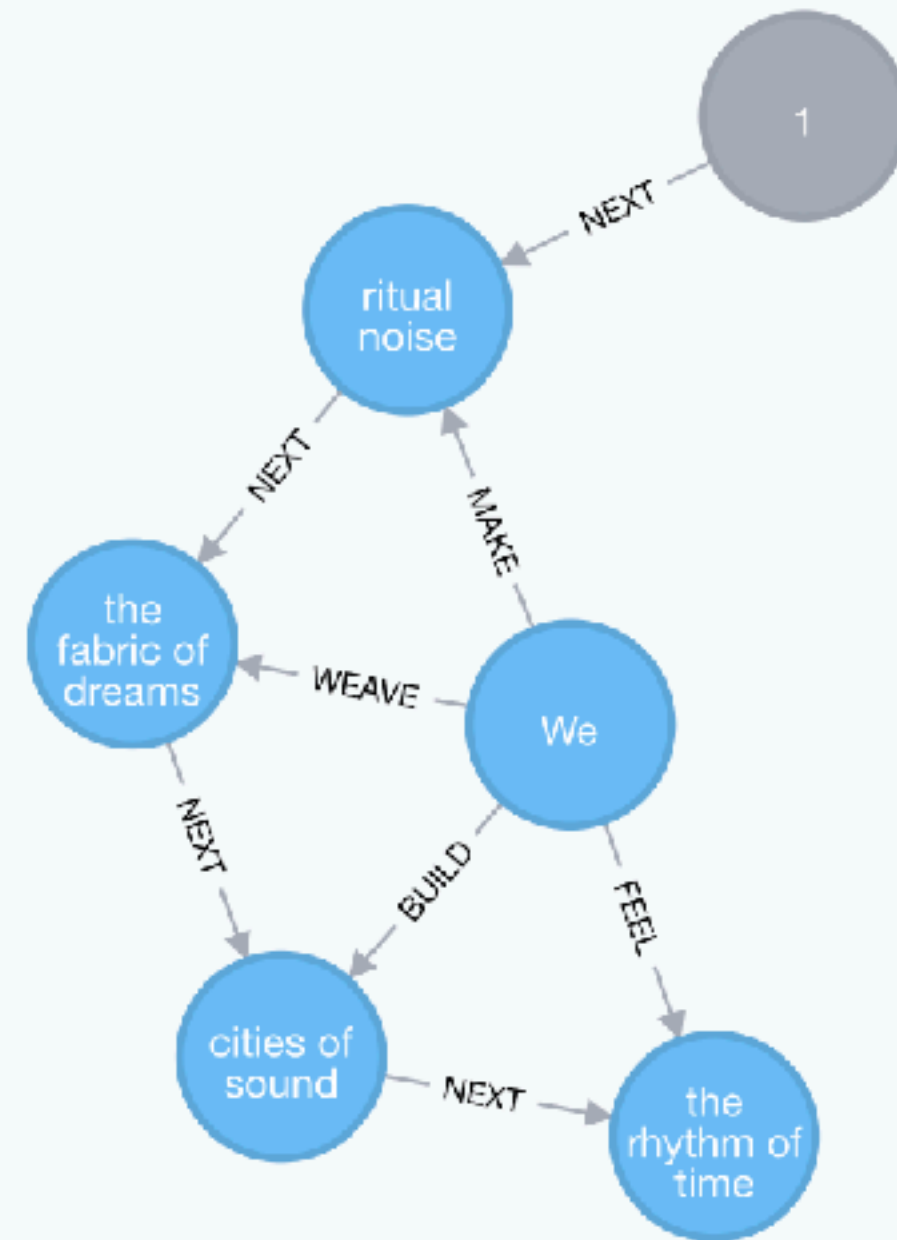 1
NEXT
ritual
noise
NEXT
MAKE
the
fabric of
dreams
WEAVE
We
NEXT
BUILD
FEEL
cities of
sound
NEXT
the
rhythm of
time